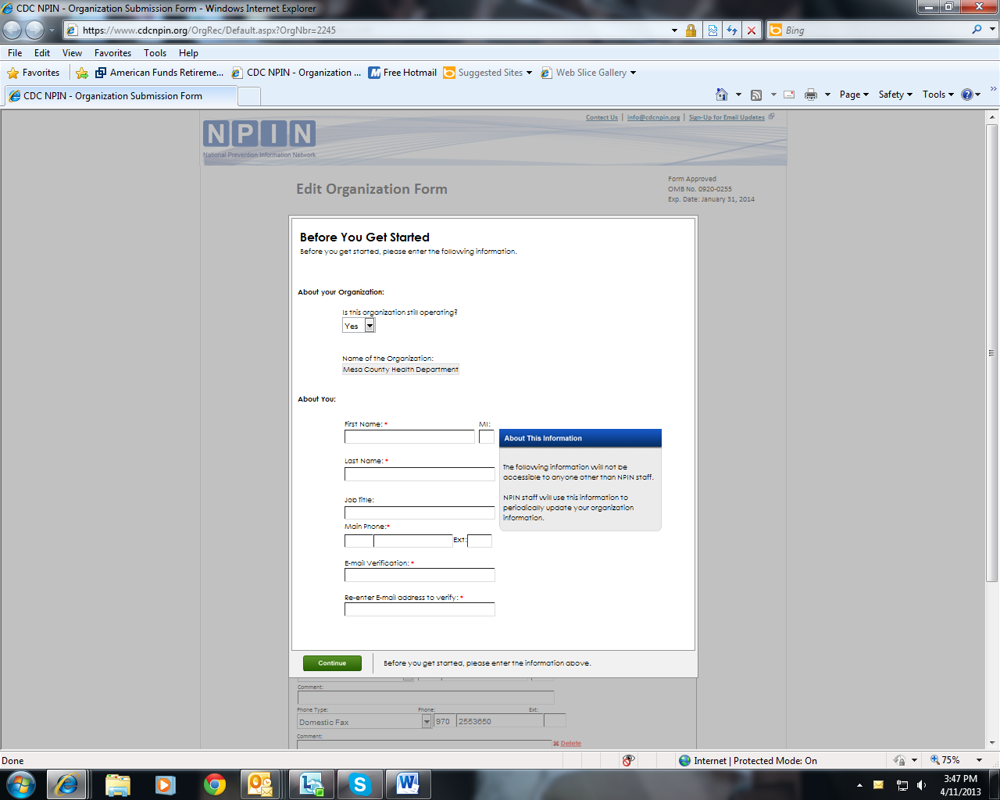 CDC NPIN - Organization Submission Form - Windows Internet Explorer
https://www.cdcnpin.org/OrgRec/Default.aspx?OrgNbr=2245
Bing
File Edit View Favorites Tools Help
Favorites American Funds Retireme... CDC NPIN - Organization ... Free Hotmail Suggested Sites Web Slice Gallery
CDC NPIN - Organization Submission Form
Page Safety Tools
Contact Us | info@cdcnpin.org | Sign-Up for Email Updates
NPIN
National Prevention Information Network
Edit Organization Form
Form Approved
OMB No. 0920-0255
Exp. Date: January 31, 2014
Before You Get Started
Before you get started, please enter the following information.
About your Organization:
Is this organization still operating?
Yes
Name of the Organization:
Mesa County Health Department
About You:
First Name: * MI:
Last Name: *
Job Title:
Main Phone:*
Ext:
E-mail Verification: *
Re-enter E-mail address to verify: *
About This Information
The following information will not be
accessible to anyone other than NPIN staff.
NPIN staff will use this information to
periodically update your organization
information.
Continue
Before you get started, please enter the information above.
Comment:
Phone Type: Phone: Ext:
Domestic Fax 970 2553650
Comment:
Delete
Done
Internet | Protected Mode: On
75%
3:47 PM
4/11/2013